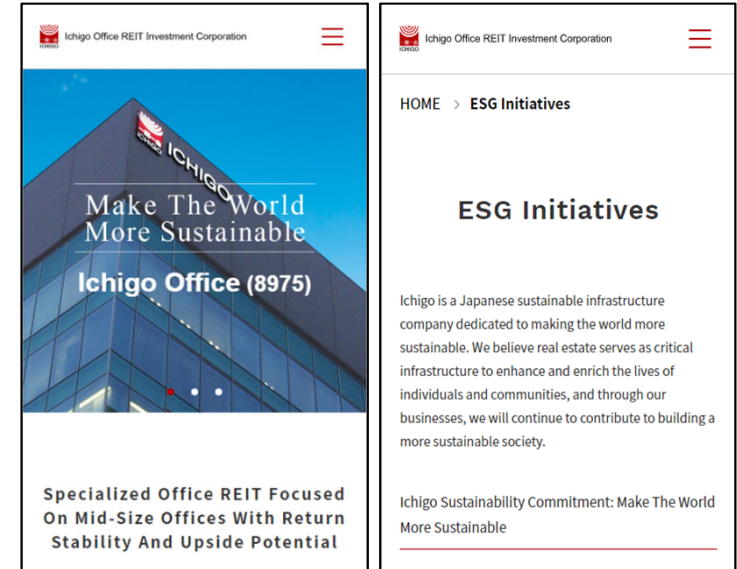 ICHIGO
Ichigo Office REIT Investment Corporation
ICHIGO
ICHIGO
Make The World
More Sustainable
Ichigo Office (8975)
Specialized Office REIT Focused
On Mid-Size Offices With Return
Stability And Upside Potential
ICHIGO
Ichigo Office REIT Investment Corporation
HOME > ESG Initiatives
ESG Initiatives
Ichigo is a Japanese sustainable infrastructure
company dedicated to making the world more
sustainable. We believe real estate serves as critical
infrastructure to enhance and enrich the lives of
individuals and communities, and through our
businesses, we will continue to contribute to building a
more sustainable society.
Ichigo Sustainability Commitment: Make The World
More Sustainable